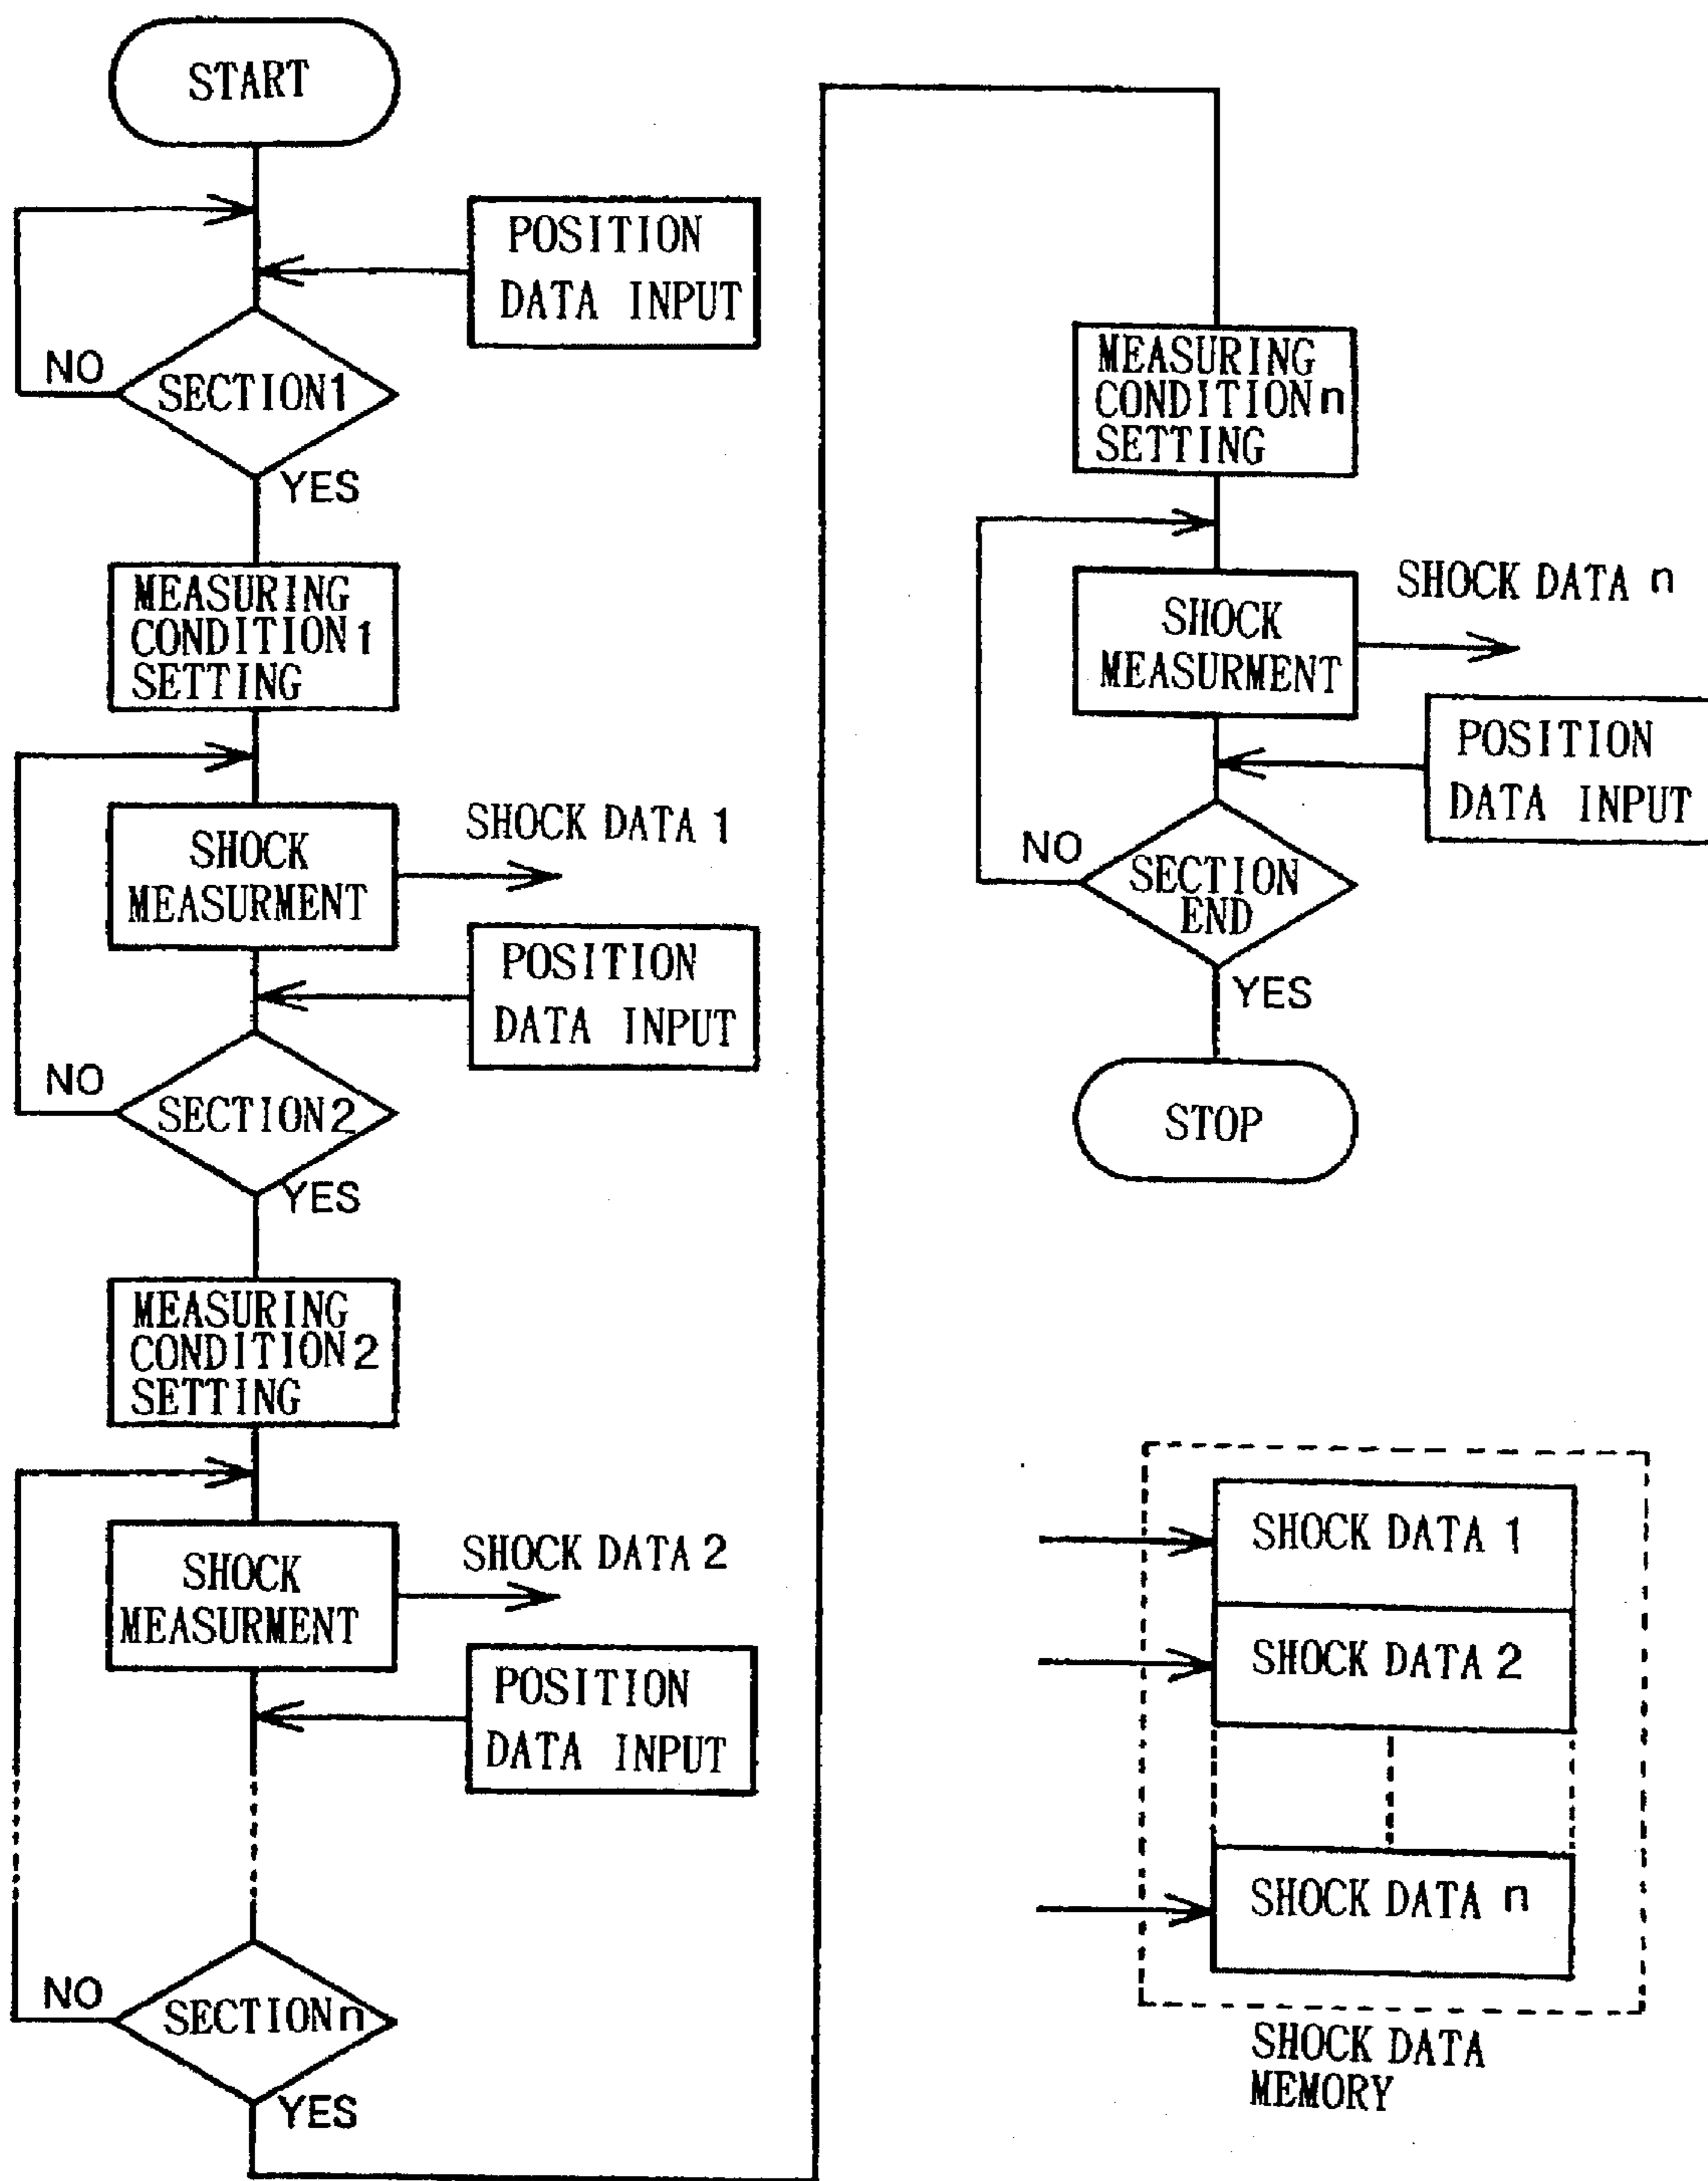 START
POSITION
DATA INPUT
NO
SECTION1
YES
MEASURING
CONDITION1
SETTING
SHOCK
MEASURMENT
SHOCK DATA 1
POSITION
DATA INPUT
NO
SECTION2
YES
MEASURING
CONDITION2
SETTING
SHOCK
MEASURMENT
SHOCK DATA 2
POSITION
DATA INPUT
NO
SECTIONn
YES
MEASURING
CONDITIONn
SETTING
SHOCK
MEASURMENT
SHOCK DATA n
POSITION
DATA INPUT
NO
SECTION
END
YES
STOP
SHOCK DATA 1
SHOCK DATA 2
SHOCK DATA n
SHOCK DATA
MEMORY